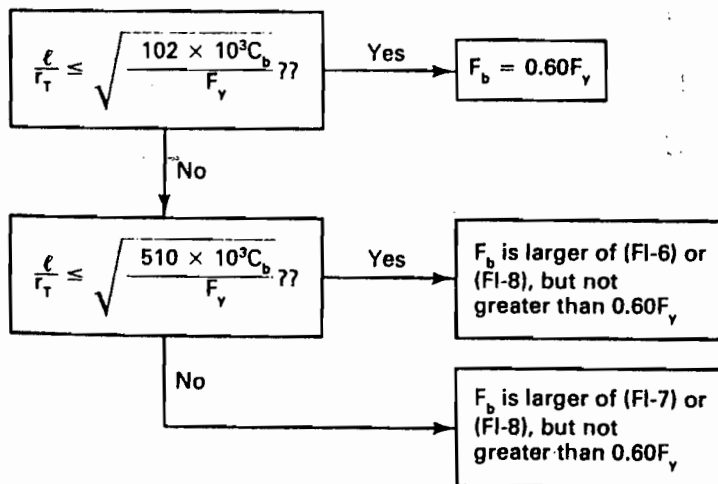 ℓ/r_T ≤ √(102 × 10³C_b / F_y) ??
Yes
F_b = 0.60F_y
No
ℓ/r_T ≤ √(510 × 10³C_b / F_y) ??
Yes
F_b is larger of (FI-6) or
(FI-8), but not
greater than 0.60F_y
No
F_b is larger of (FI-7) or
(FI-8), but not
greater than 0.60F_y